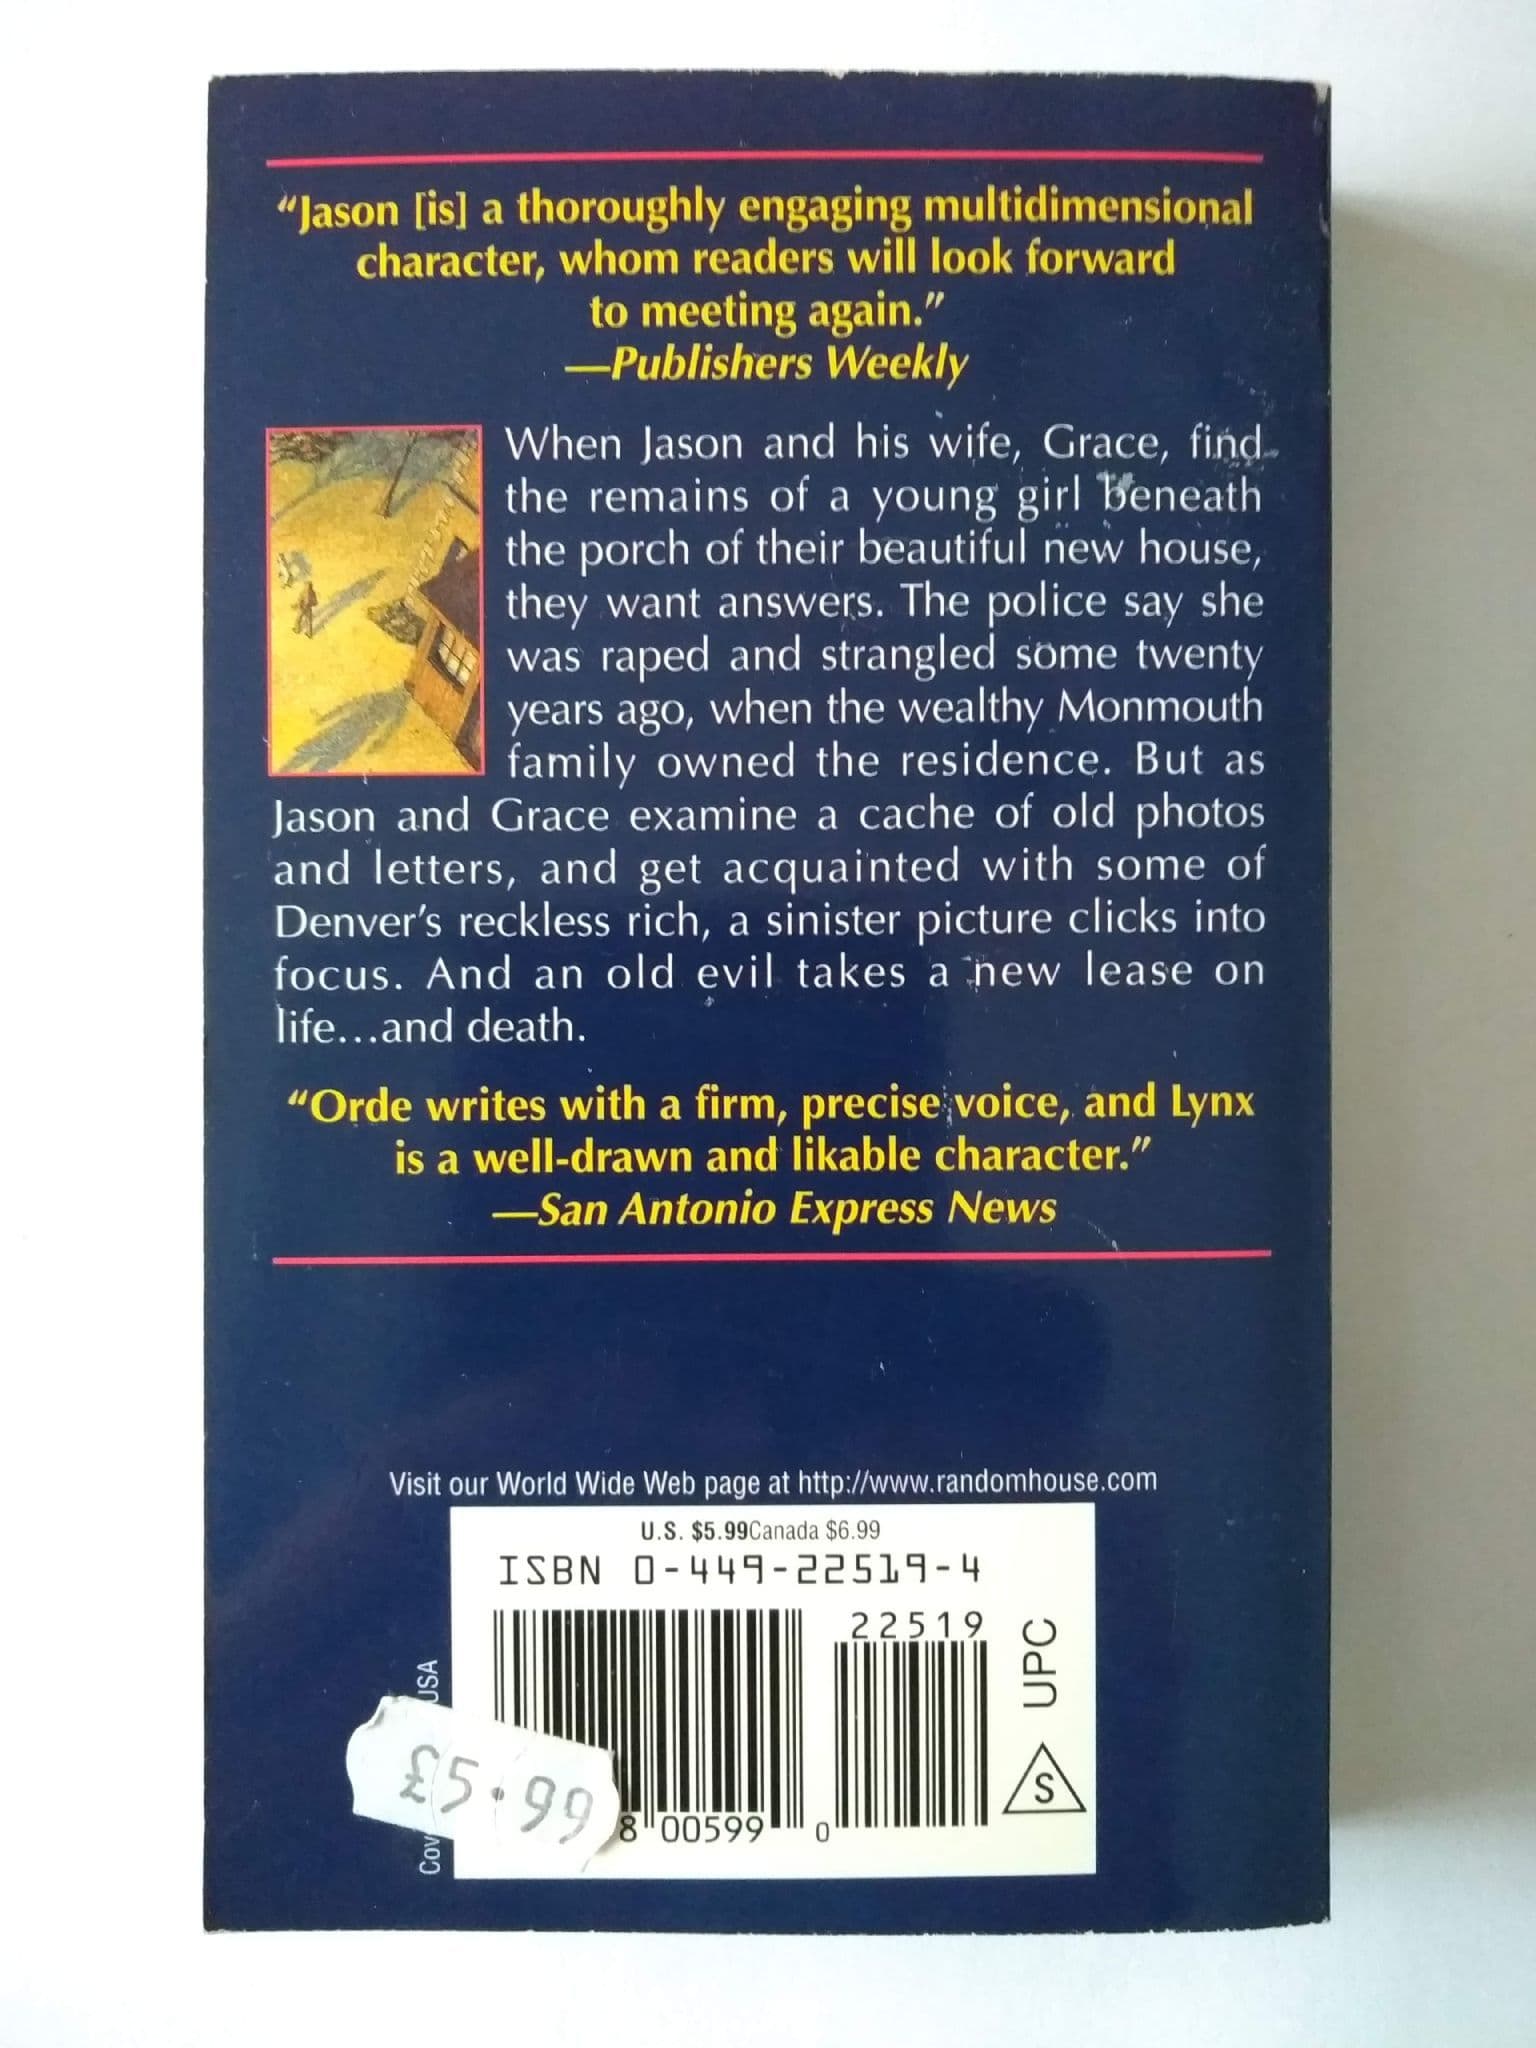 “Jason [is] a thoroughly engaging multidimensional
character, whom readers will look forward
to meeting again.”
—Publishers Weekly
When Jason and his wife, Grace, find
the remains of a young girl beneath
the porch of their beautiful new house,
they want answers. The police say she
was raped and strangled some twenty
years ago, when the wealthy Monmouth
family owned the residence. But as
Jason and Grace examine a cache of old photos
and letters, and get acquainted with some of
Denver’s reckless rich, a sinister picture clicks into
focus. And an old evil takes a new lease on
life...and death.
“Orde writes with a firm, precise voice, and Lynx
is a well-drawn and likable character.”
—San Antonio Express News
Visit our World Wide Web page at http://www.randomhouse.com
U.S. $5.99Canada $6.99
ISBN 0-449-22519-4
22519
UPC
S
USA
£5.99
8 00599 0